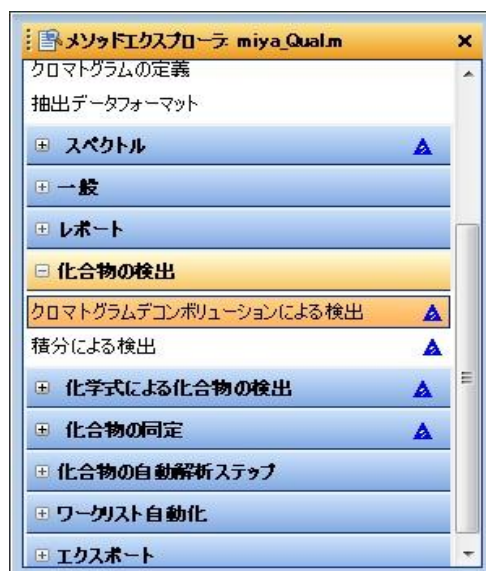 メソッドエクスプローラ: miya_Qual.m
クロマトグラムの定義
抽出データフォーマット
スペクトル
一般
レポート
化合物の検出
クロマトグラムデコンボリューションによる検出
積分による検出
化学式による化合物の検出
化合物の同定
化合物の自動解析ステップ
ワークリスト自動化
エクスポート